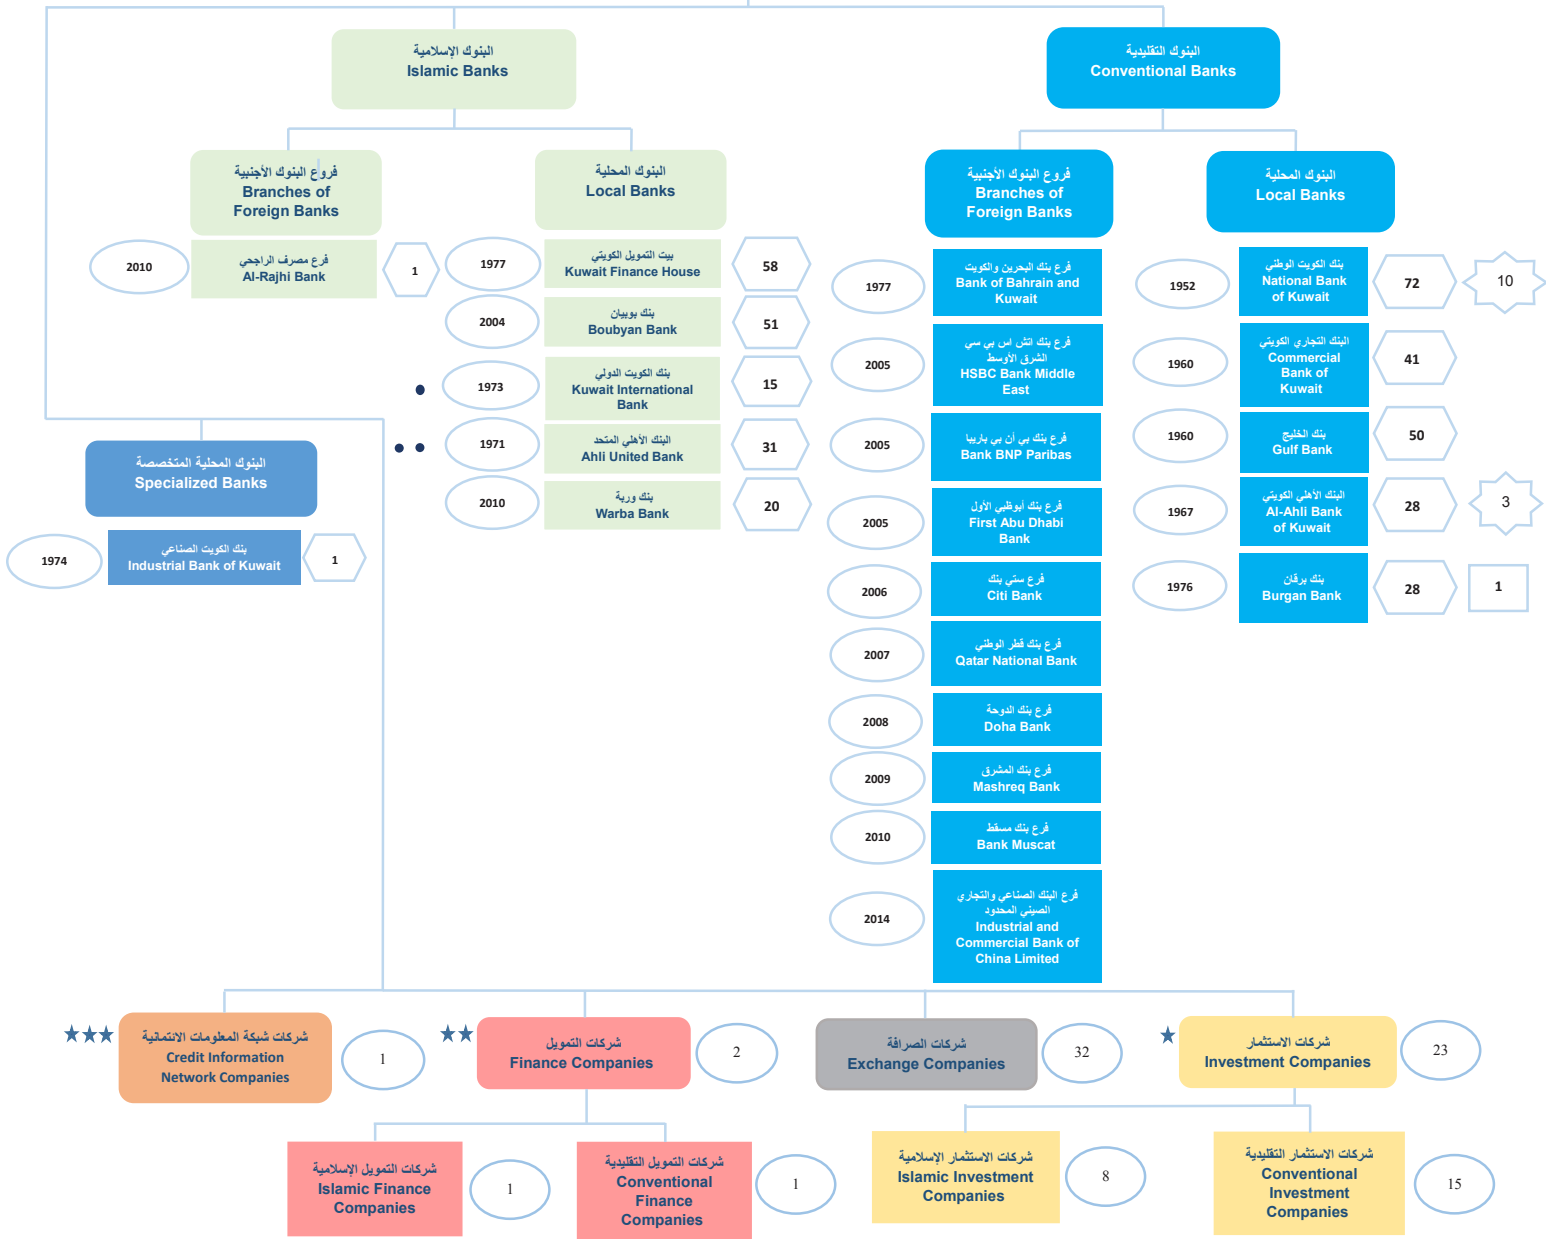 البنوك الإسلامية
Islamic Banks
البنوك التقليدية
Conventional Banks
فروع البنوك الأجنبية
Branches of
Foreign Banks
البنوك المحلية
Local Banks
فروع البنوك الأجنبية
Branches of
Foreign Banks
البنوك المحلية
Local Banks
2010
فرع مصرف الراجحي
Al-Rajhi Bank
1
1977
بيت التمويل الكويتي
Kuwait Finance House
58
2004
بنك بوبيان
Boubyan Bank
51
1973
بنك الكويت الدولي
Kuwait International
Bank
15
1971
البنك الأهلي المتحد
Ahli United Bank
31
2010
بنك وربة
Warba Bank
20
البنوك المحلية المتخصصة
Specialized Banks
1974
بنك الكويت الصناعي
Industrial Bank of Kuwait
1
1977
فرع بنك البحرين والكويت
Bank of Bahrain and
Kuwait
2005
فرع بنك اتش اس بي سي
الشرق الأوسط
HSBC Bank Middle
East
2005
فرع بنك بي أن بي باريبا
Bank BNP Paribas
2005
فرع بنك أبوظبي الأول
First Abu Dhabi
Bank
2006
فرع ستي بنك
Citi Bank
2007
فرع بنك قطر الوطني
Qatar National Bank
2008
فرع بنك الدوحة
Doha Bank
2009
فرع بنك المشرق
Mashreq Bank
2010
فرع بنك مسقط
Bank Muscat
2014
فرع البنك الصناعي والتجاري
الصيني المحدود
Industrial and
Commercial Bank of
China Limited
1952
بنك الكويت الوطني
National Bank
of Kuwait
72
10
1960
البنك التجاري الكويتي
Commercial
Bank of
Kuwait
41
1960
بنك الخليج
Gulf Bank
50
1967
البنك الأهلي الكويتي
Al-Ahli Bank
of Kuwait
28
3
1976
بنك برقان
Burgan Bank
28
1
شركات شبكة المعلومات الائتمانية
Credit Information
Network Companies
1
شركات التمويل
Finance Companies
2
شركات الصرافة
Exchange Companies
32
شركات الاستثمار
Investment Companies
23
شركات التمويل الإسلامية
Islamic Finance
Companies
1
شركات التمويل التقليدية
Conventional
Finance
Companies
1
شركات الاستثمار الإسلامية
Islamic Investment
Companies
8
شركات الاستثمار التقليدية
Conventional
Investment
Companies
15